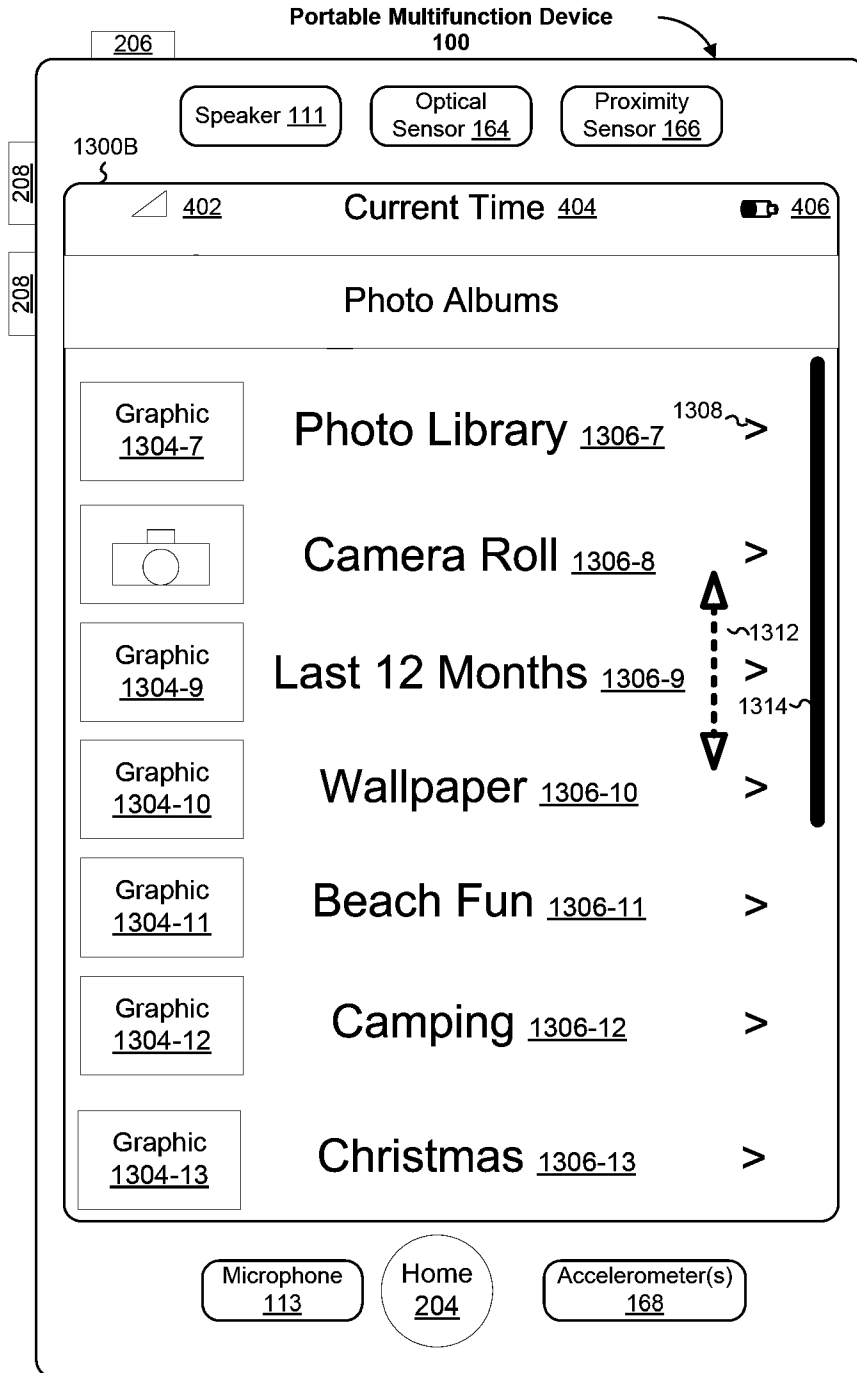 Portable Multifunction Device
100
206
Speaker 111
Optical
Sensor 164
Proximity
Sensor 166
1300B
208
208
402
Current Time 404
406
Photo Albums
Graphic
1304-7
Photo Library 1306-7
1308
>
Camera Roll 1306-8
>
1312
Graphic
1304-9
Last 12 Months 1306-9
>
1314
Graphic
1304-10
Wallpaper 1306-10
>
Graphic
1304-11
Beach Fun 1306-11
>
Graphic
1304-12
Camping 1306-12
>
Graphic
1304-13
Christmas 1306-13
>
Microphone
113
Home
204
Accelerometer(s)
168